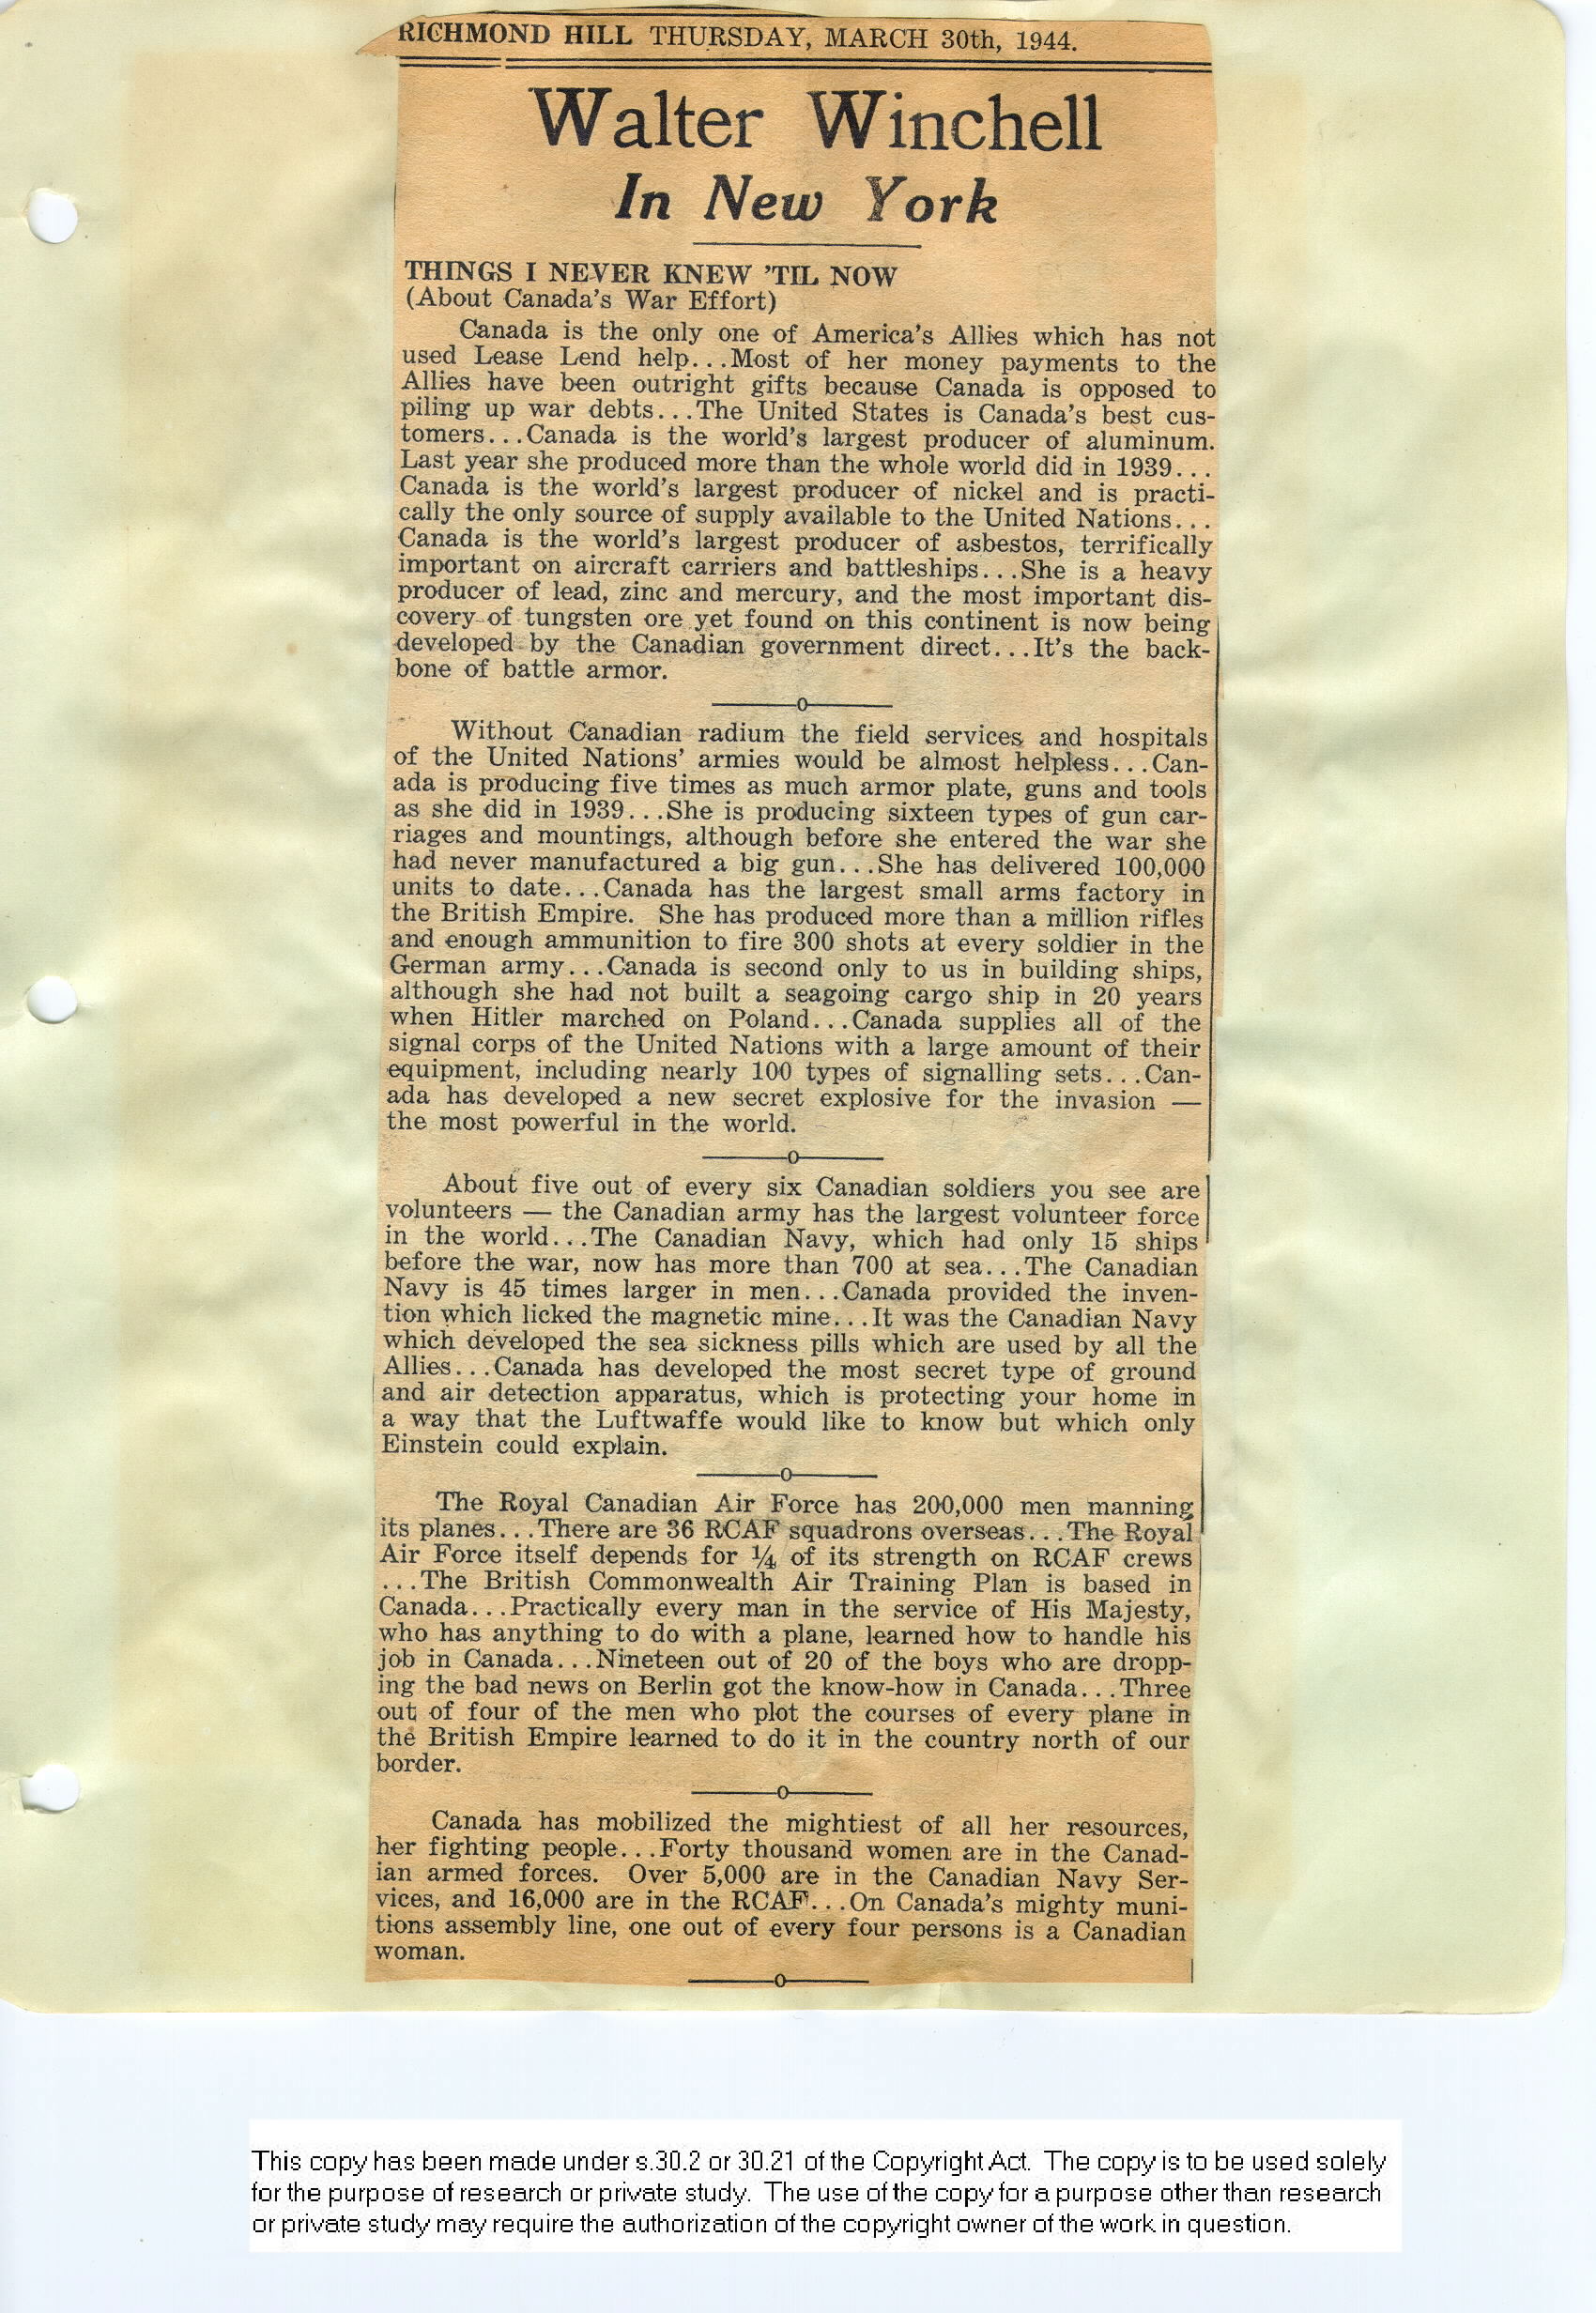 RICHMOND HILL THURSDAY, MARCH 30th, 1944.
Walter Winchell
In New York
THINGS I NEVER KNEW 'TIL NOW
(About Canada's War Effort)
Canada is the only one of America's Allies which has not
used Lease Lend help...Most of her money payments to the
Allies have been outright gifts because Canada is opposed to
piling up war debts...The United States is Canada's best cus-
tomers...Canada is the world's largest producer of aluminum.
Last year she produced more than the whole world did in 1939...
Canada is the world's largest producer of nickel and is practi-
cally the only source of supply available to the United Nations...
Canada is the world's largest producer of asbestos, terrifically
important on aircraft carriers and battleships...She is a heavy
producer of lead, zinc and mercury, and the most important dis-
covery of tungsten ore yet found on this continent is now being
developed by the Canadian government direct...It's the back-
bone of battle armor.
o
Without Canadian radium the field services and hospitals
of the United Nations' armies would be almost helpless...Can-
ada is producing five times as much armor plate, guns and tools
as she did in 1939...She is producing sixteen types of gun car-
riages and mountings, although before she entered the war she
had never manufactured a big gun...She has delivered 100,000
units to date...Canada has the largest small arms factory in
the British Empire. She has produced more than a million rifles
and enough ammunition to fire 300 shots at every soldier in the
German army...Canada is second only to us in building ships,
although she had not built a seagoing cargo ship in 20 years
when Hitler marched on Poland...Canada supplies all of the
signal corps of the United Nations with a large amount of their
equipment, including nearly 100 types of signalling sets...Can-
ada has developed a new secret explosive for the invasion —
the most powerful in the world.
o
About five out of every six Canadian soldiers you see are
volunteers — the Canadian army has the largest volunteer force
in the world...The Canadian Navy, which had only 15 ships
before the war, now has more than 700 at sea...The Canadian
Navy is 45 times larger in men...Canada provided the inven-
tion which licked the magnetic mine...It was the Canadian Navy
which developed the sea sickness pills which are used by all the
Allies...Canada has developed the most secret type of ground
and air detection apparatus, which is protecting your home in
a way that the Luftwaffe would like to know but which only
Einstein could explain.
o
The Royal Canadian Air Force has 200,000 men manning
its planes...There are 36 RCAF squadrons overseas...The Royal
Air Force itself depends for ¼ of its strength on RCAF crews
...The British Commonwealth Air Training Plan is based in
Canada...Practically every man in the service of His Majesty,
who has anything to do with a plane, learned how to handle his
job in Canada...Nineteen out of 20 of the boys who are dropp-
ing the bad news on Berlin got the know-how in Canada...Three
out of four of the men who plot the courses of every plane in
the British Empire learned to do it in the country north of our
border.
o
Canada has mobilized the mightiest of all her resources,
her fighting people...Forty thousand women are in the Canad-
ian armed forces. Over 5,000 are in the Canadian Navy Ser-
vices, and 16,000 are in the RCAF...On Canada's mighty muni-
tions assembly line, one out of every four persons is a Canadian
woman.
o
This copy has been made under s.30.2 or 30.21 of the Copyright Act. The copy is to be used solely
for the purpose of research or private study. The use of the copy for a purpose other than research
or private study may require the authorization of the copyright owner of the work in question.